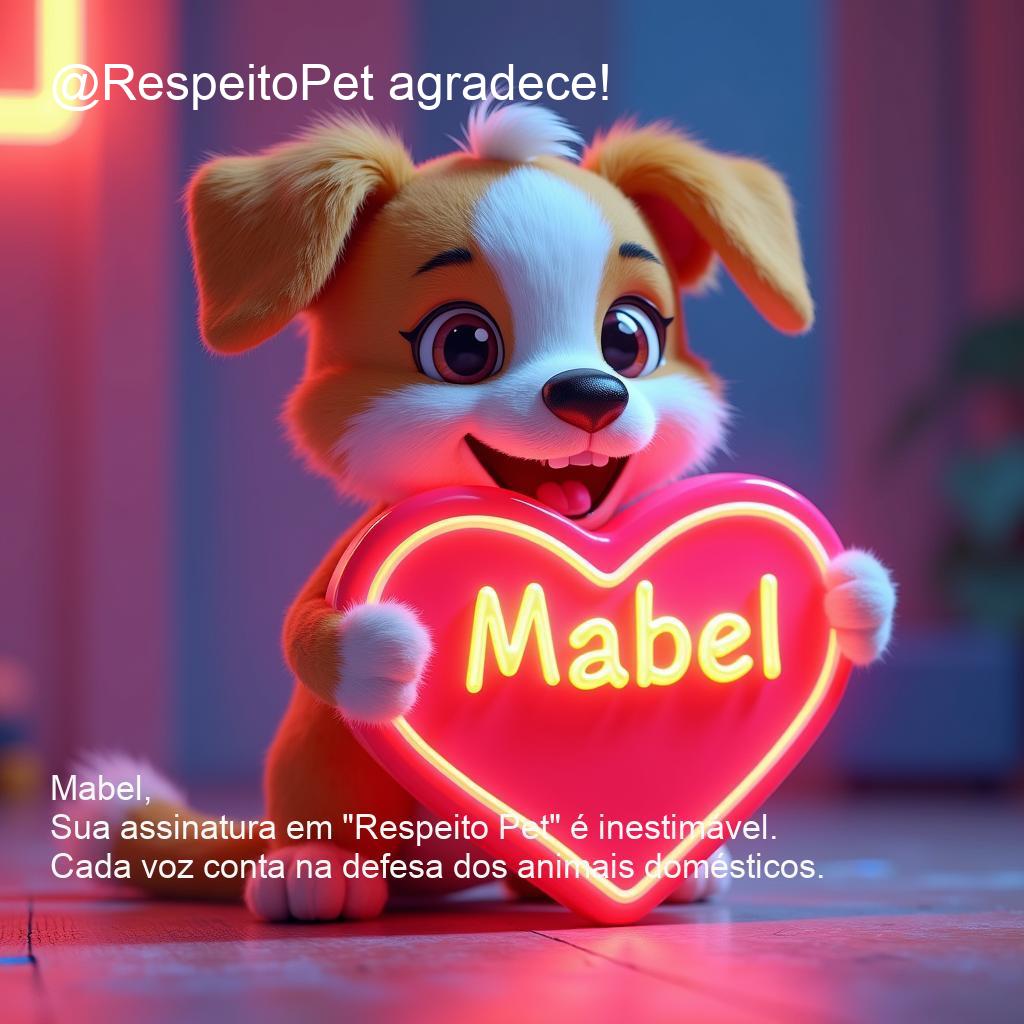 @RespeitoPet agradece!
Mabel
Mabel,
Sua assinatura em "Respeito Pet" é inestimável.
Cada voz conta na defesa dos animais domésticos.